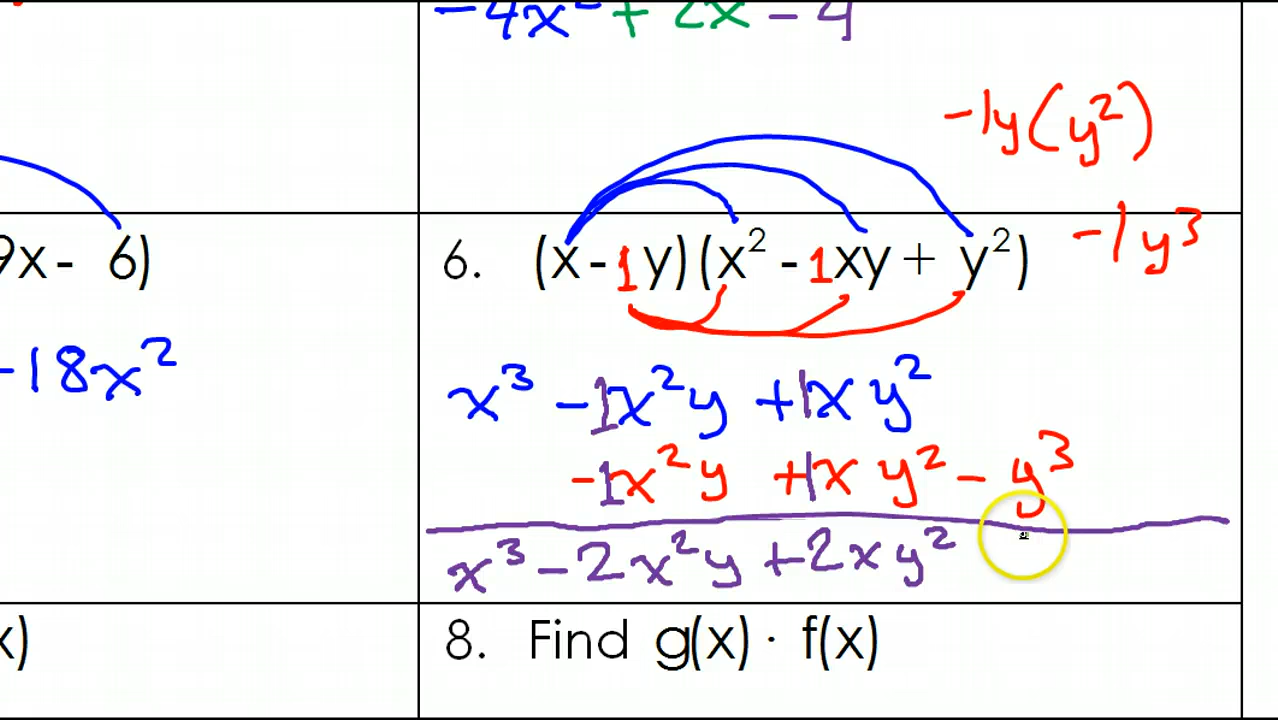 -4x² + 2x - 4
-1y(y²)
-1y³
9x - 6)
6. (x-1y)(x² - 1xy + y²)
-18x²
x³ -1x²y +1xy²
-1x²y +1xy² - y³
x³ - 2x²y + 2xy²
x)
8. Find g(x) · f(x)